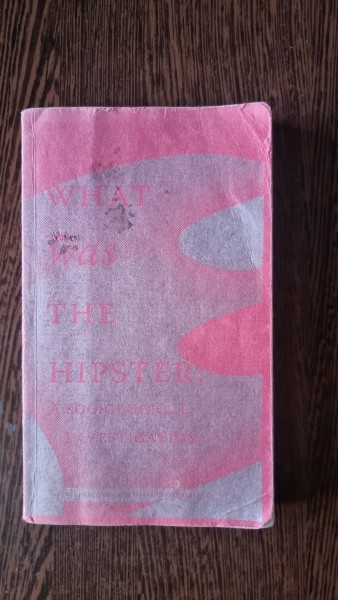 WHAT
was
THE
HIPSTER?
A SOCIOLOGICAL
INVESTIGATION